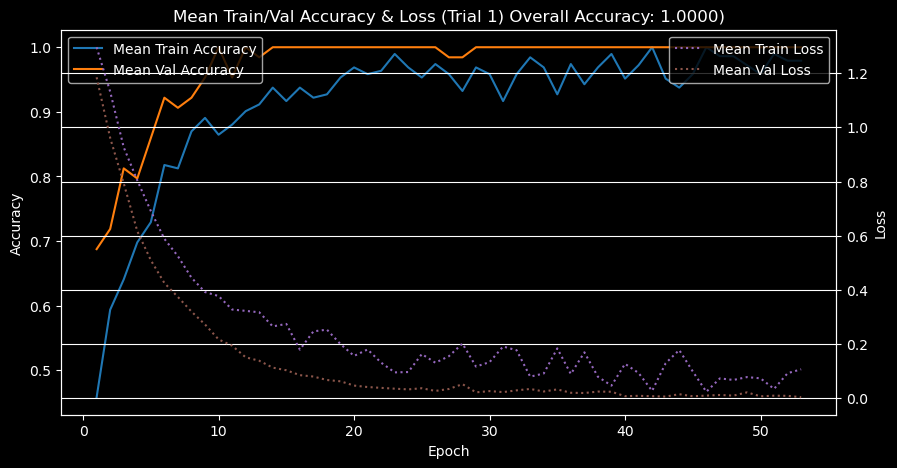 Mean Train/Val Accuracy & Loss (Trial 1) Overall Accuracy: 1.0000)
Mean Train Accuracy
Mean Val Accuracy
Mean Train Loss
Mean Val Loss
1.0
0.9
0.8
0.7
0.6
0.5
Accuracy
1.2
1.0
0.8
0.6
0.4
0.2
0.0
Loss
0 10 20 30 40 50
Epoch